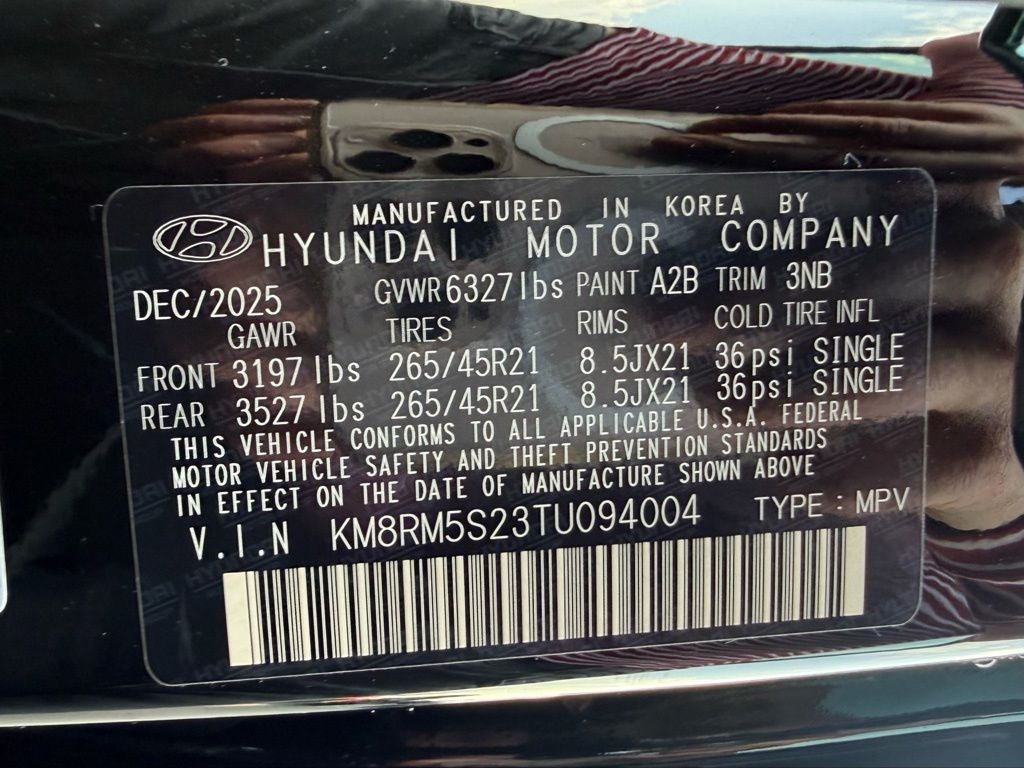 MANUFACTURED IN KOREA BY
HYUNDAI MOTOR COMPANY
DEC/2025 GVWR 6327 lbs PAINT A2B TRIM 3NB
GAWR TIRES RIMS COLD TIRE INFL
FRONT 3197 lbs 265/45R21 8.5JX21 36psi SINGLE
REAR 3527 lbs 265/45R21 8.5JX21 36psi SINGLE
THIS VEHICLE CONFORMS TO ALL APPLICABLE U.S.A. FEDERAL
MOTOR VEHICLE SAFETY AND THEFT PREVENTION STANDARDS
IN EFFECT ON THE DATE OF MANUFACTURE SHOWN ABOVE
V.I.N KM8RM5S23TU094004 TYPE : MPV